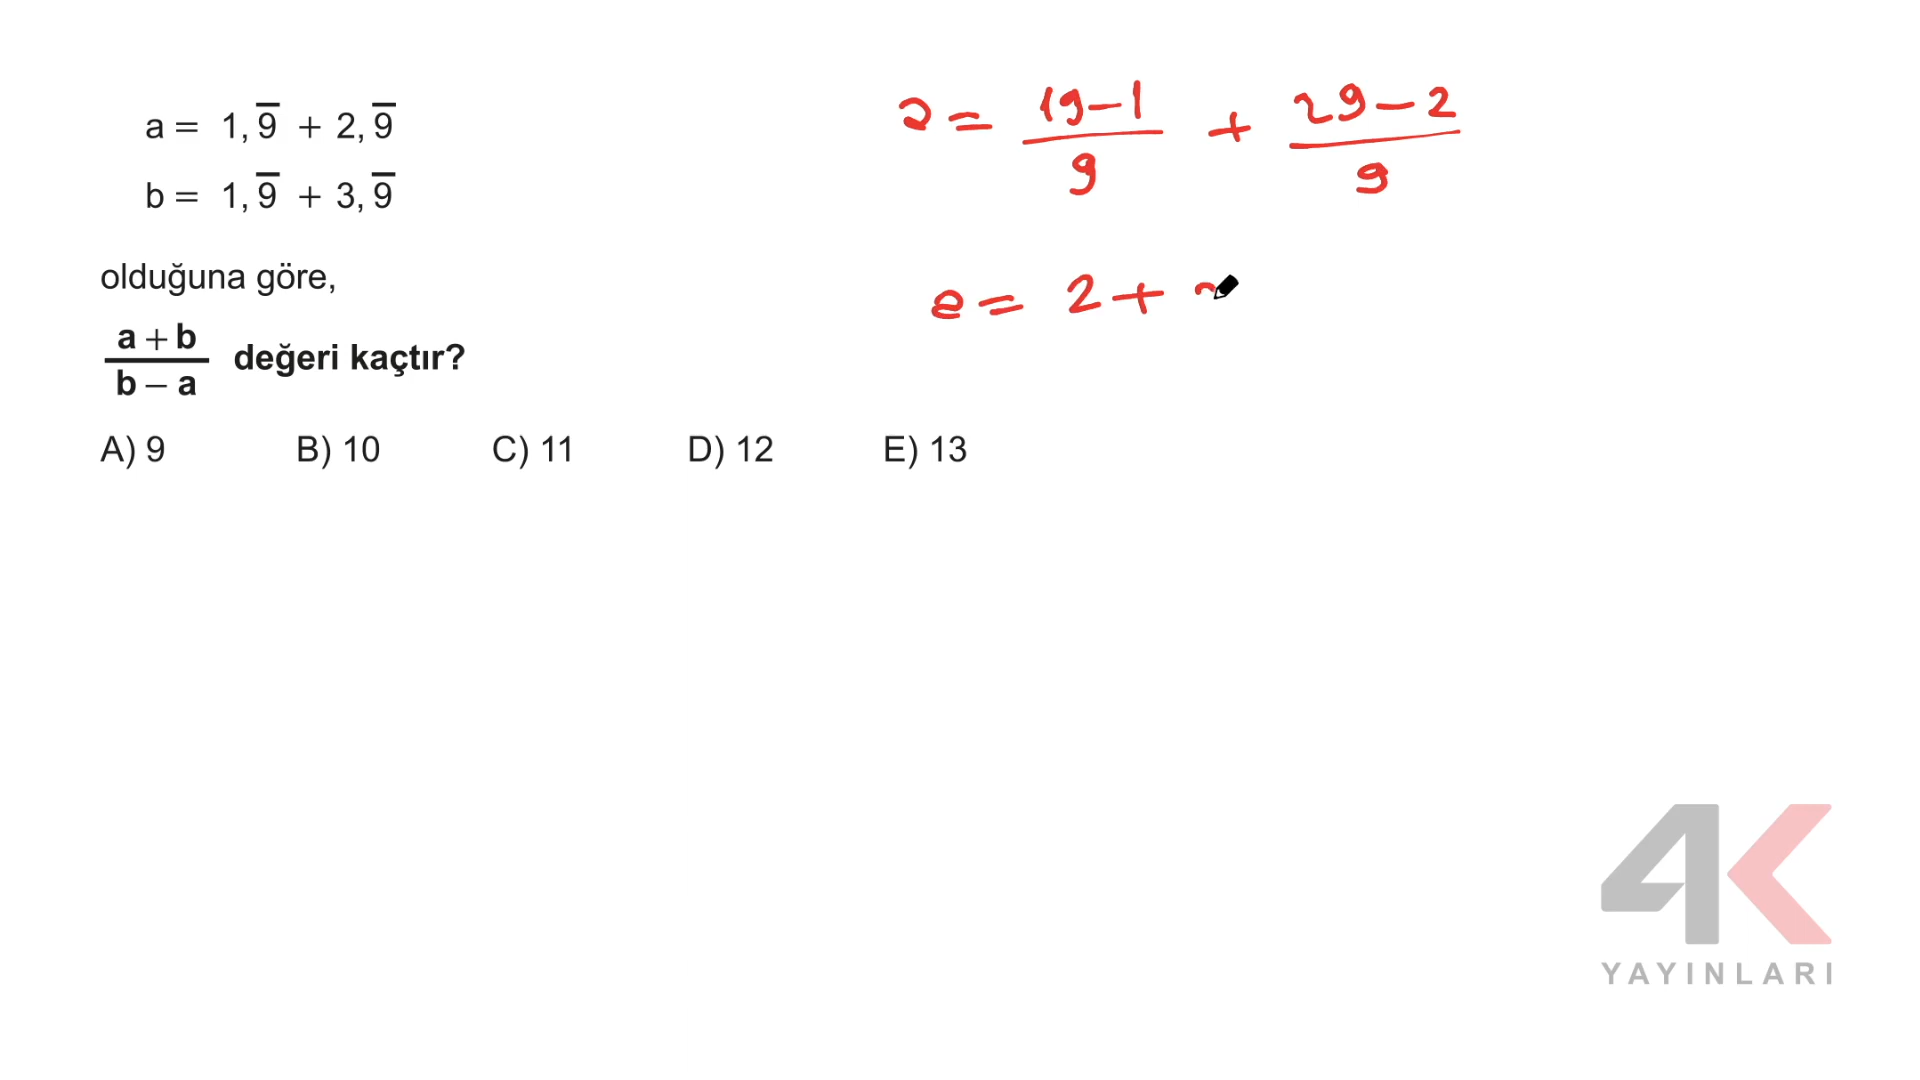 a = 1,9̅ + 2,9̅
b = 1,9̅ + 3,9̅
olduğuna göre,
a + b
b − a
değeri kaçtır?
A) 9 B) 10 C) 11 D) 12 E) 13
a = 19-1 / 9 + 29-2 / 9
a = 2 +
4K
YAYINLARI